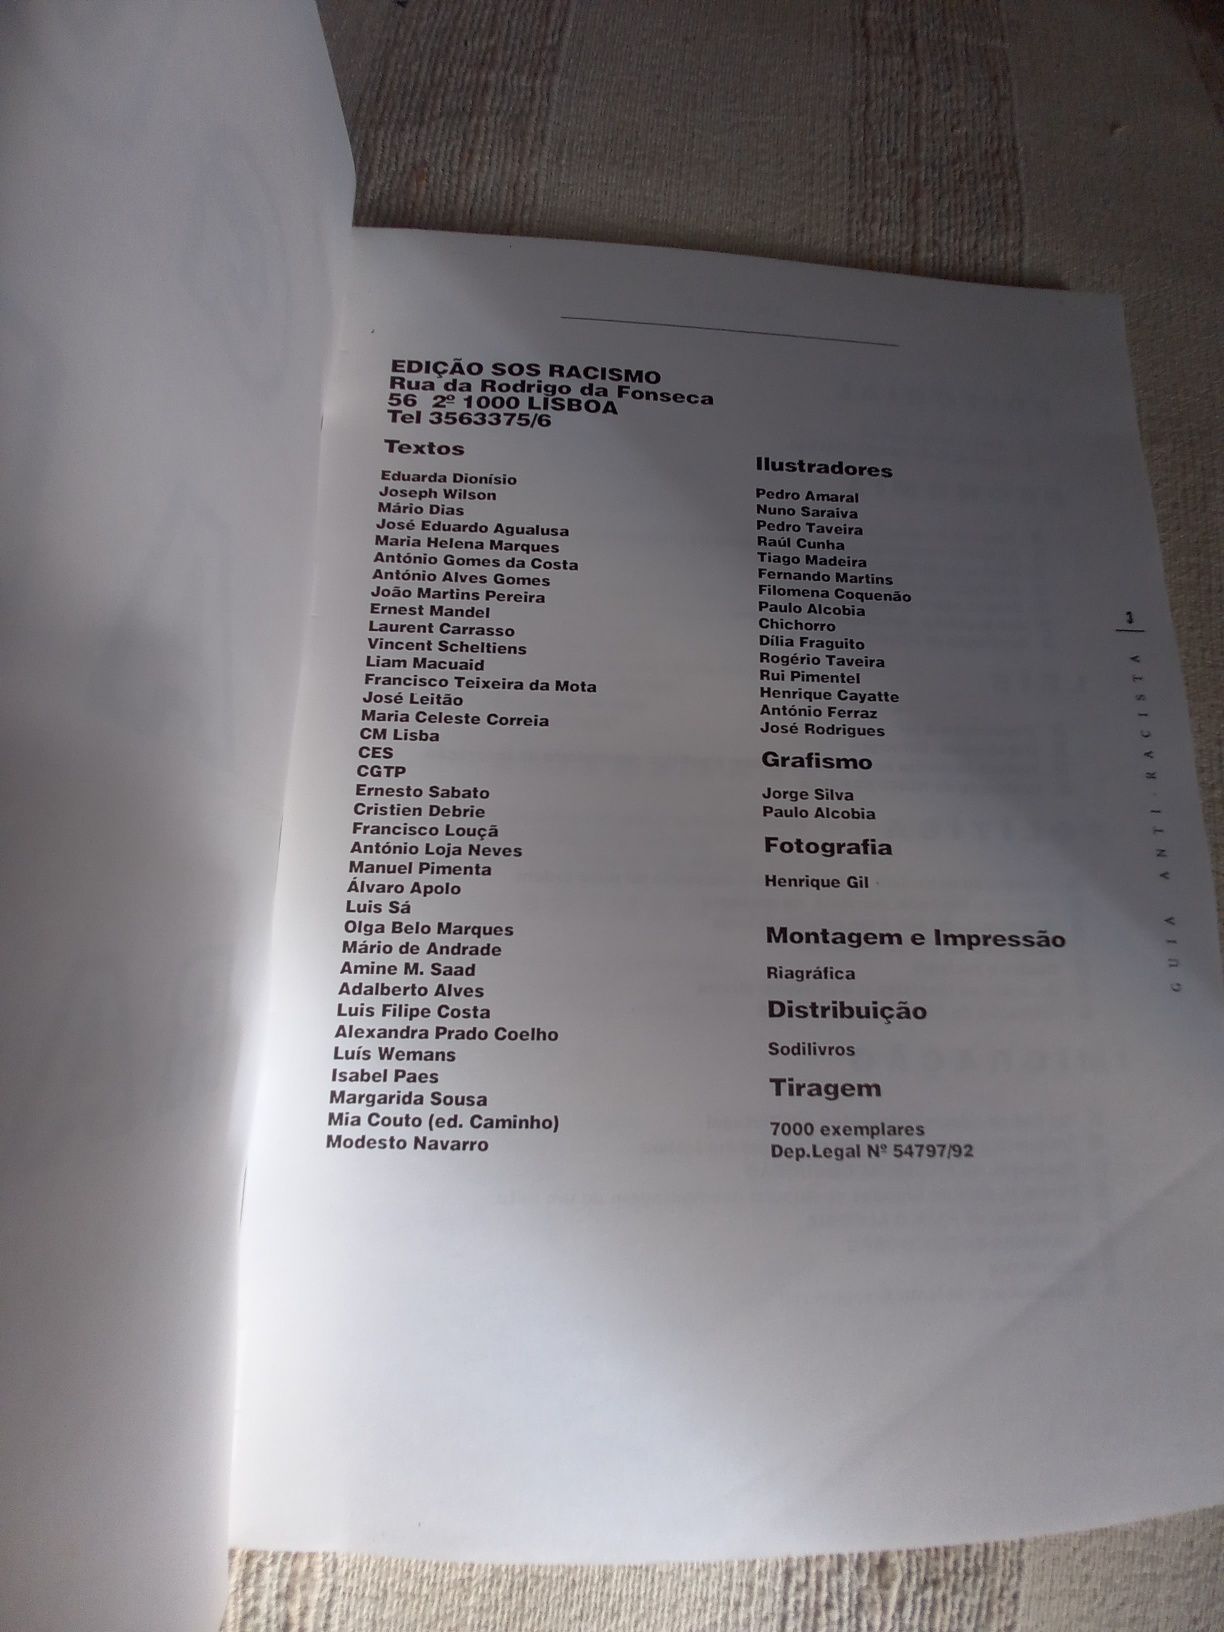 EDIÇÃO SOS RACISMO
Rua da Rodrigo da Fonseca
56 2º 1000 LISBOA
Tel 3563375/6
Textos
Eduarda Dionísio
Joseph Wilson
Mário Dias
José Eduardo Agualusa
Maria Helena Marques
António Gomes da Costa
António Alves Gomes
João Martins Pereira
Ernest Mandel
Laurent Carrasso
Vincent Scheltiens
Liam Macuaid
Francisco Teixeira da Mota
José Leitão
Maria Celeste Correia
CM Lisba
CES
CGTP
Ernesto Sabato
Cristien Debrie
Francisco Louçã
António Loja Neves
Manuel Pimenta
Álvaro Apolo
Luis Sá
Olga Belo Marques
Mário de Andrade
Amine M. Saad
Adalberto Alves
Luis Filipe Costa
Alexandra Prado Coelho
Luís Wemans
Isabel Paes
Margarida Sousa
Mia Couto (ed. Caminho)
Modesto Navarro
Ilustradores
Pedro Amaral
Nuno Saraiva
Pedro Taveira
Raúl Cunha
Tiago Madeira
Fernando Martins
Filomena Coquenão
Paulo Alcobia
Chichorro
Dília Fraguito
Rogério Taveira
Rui Pimentel
Henrique Cayatte
António Ferraz
José Rodrigues
Grafismo
Jorge Silva
Paulo Alcobia
Fotografia
Henrique Gil
Montagem e Impressão
Riagráfica
Distribuição
Sodilivros
Tiragem
7000 exemplares
Dep.Legal Nº 54797/92
3
GUIA ANTI-RACISTA